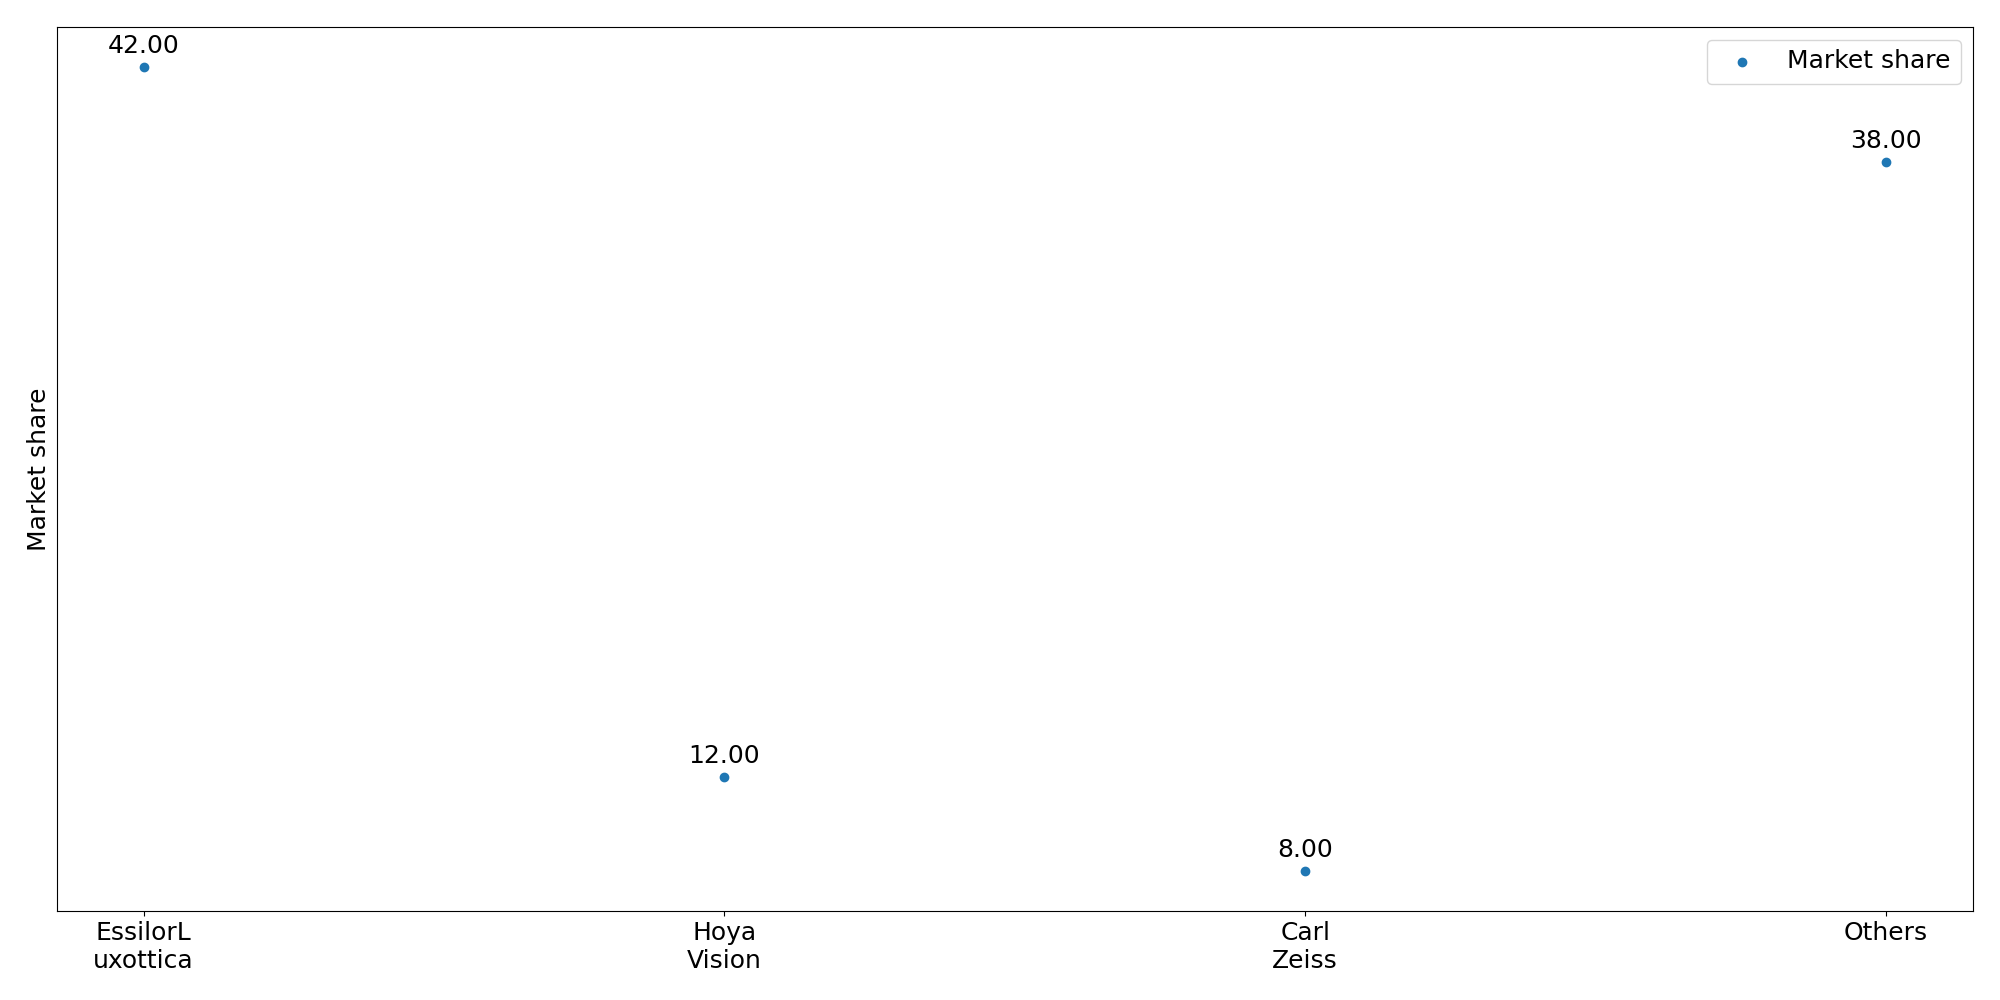 42.00
Market share
38.00
Market share
12.00
8.00
EssilorL
uxottica
Hoya
Vision
Carl
Zeiss
Others